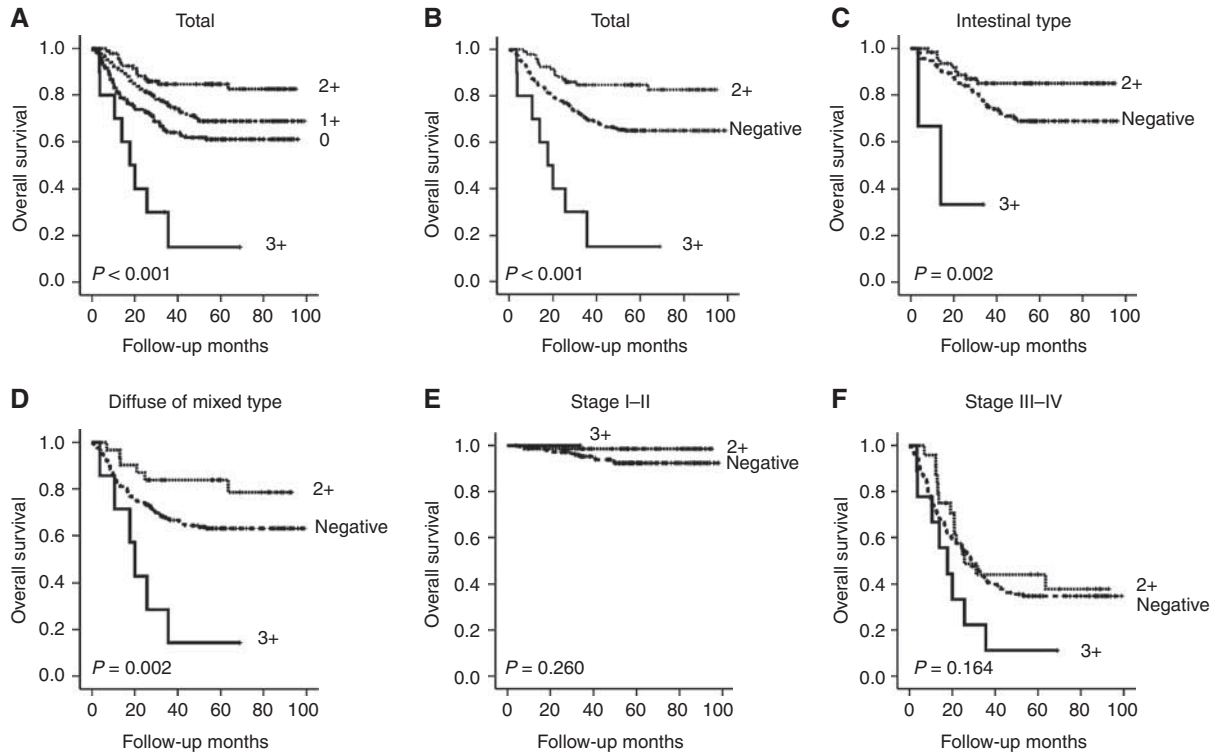 A
Total
Overall survival
1.0
0.8
0.6
0.4
0.2
0.0
2+
1+
0
3+
P < 0.001
0 20 40 60 80 100
Follow-up months
B
Total
Overall survival
1.0
0.8
0.6
0.4
0.2
0.0
2+
Negative
3+
P < 0.001
0 20 40 60 80 100
Follow-up months
C
Intestinal type
Overall survival
1.0
0.8
0.6
0.4
0.2
0.0
2+
Negative
3+
P = 0.002
0 20 40 60 80 100
Follow-up months
D
Diffuse of mixed type
Overall survival
1.0
0.8
0.6
0.4
0.2
0.0
2+
Negative
3+
P = 0.002
0 20 40 60 80 100
Follow-up months
E
Stage I–II
Overall survival
1.0
0.8
0.6
0.4
0.2
0.0
3+
2+
Negative
P = 0.260
0 20 40 60 80 100
Follow-up months
F
Stage III–IV
Overall survival
1.0
0.8
0.6
0.4
0.2
0.0
2+
Negative
3+
P = 0.164
0 20 40 60 80 100
Follow-up months